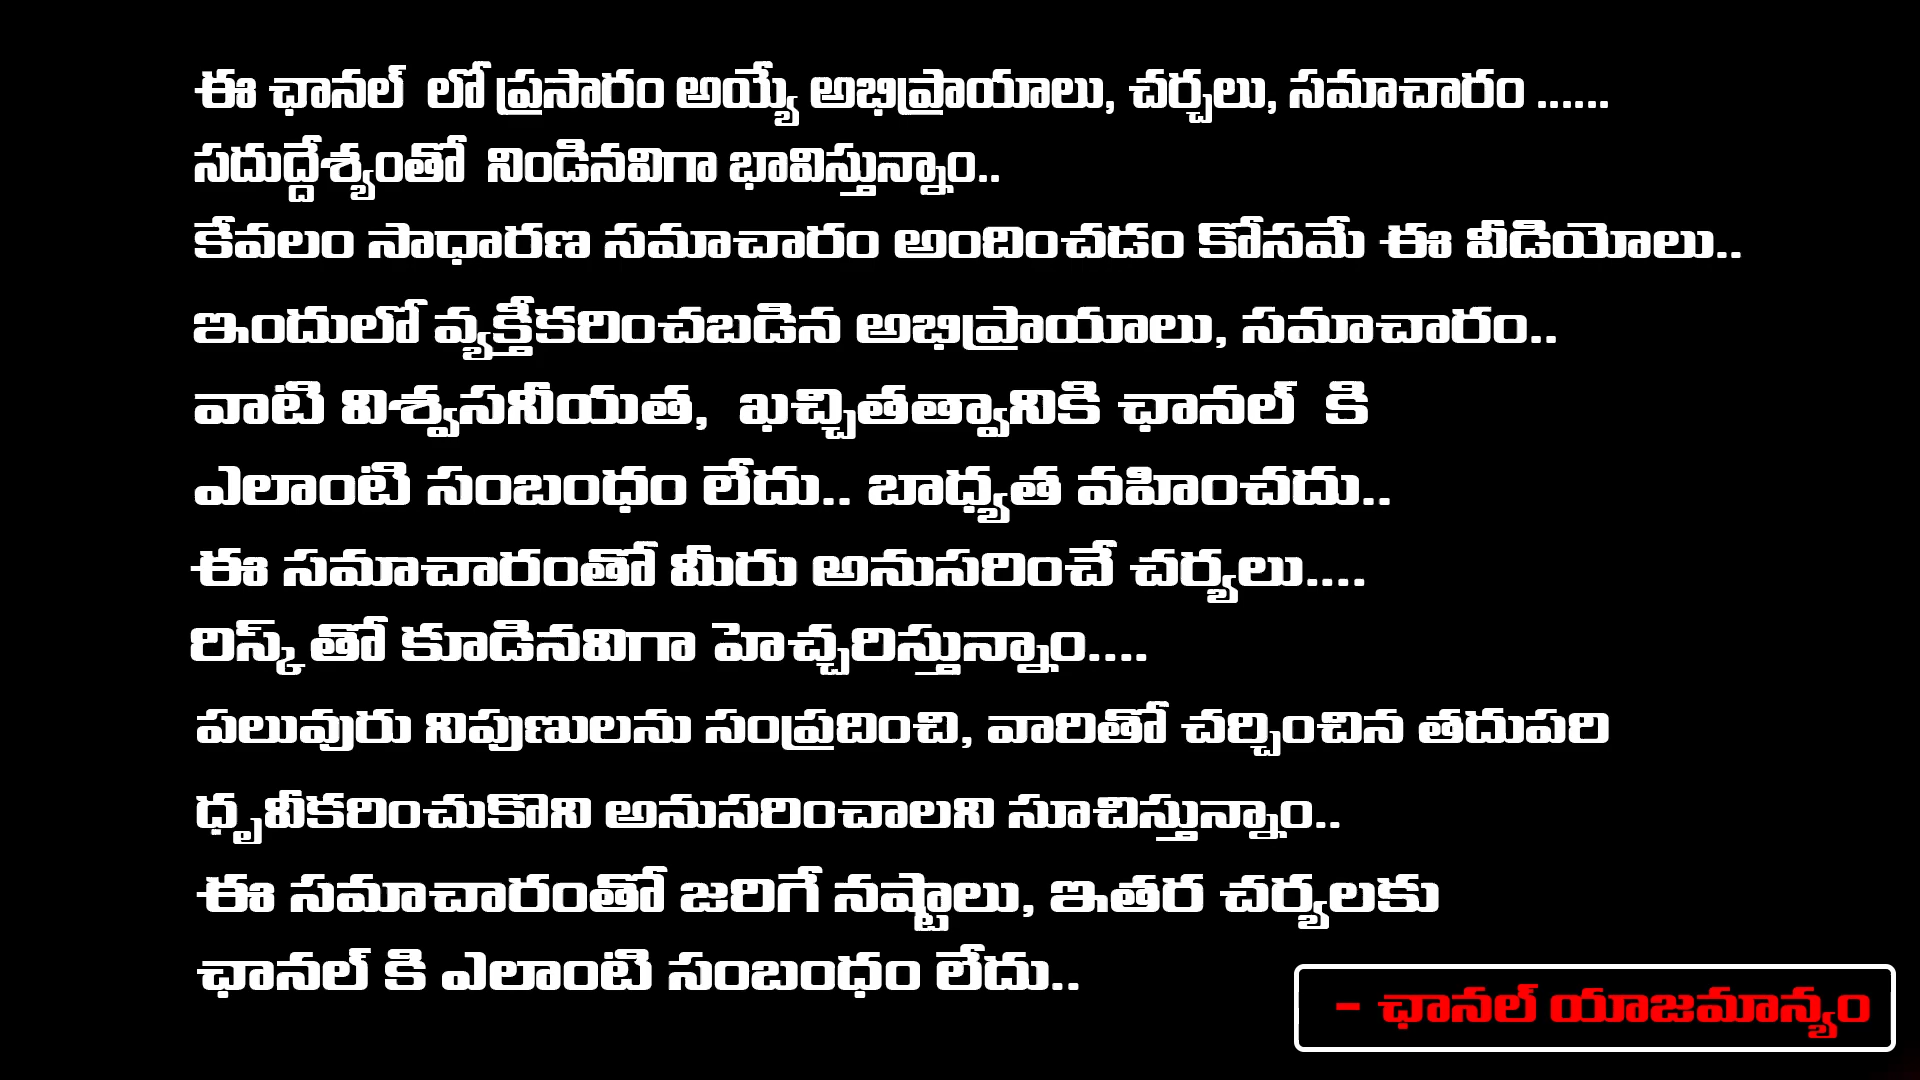 ఈ ఛానల్ లో ప్రసారం అయ్యే అభిప్రాయాలు, చర్చలు, సమాచారం ......
సదుద్దేశ్యంతో నిండినవిగా భావిస్తున్నాం..
కేవలం సాధారణ సమాచారం అందించడం కోసమే ఈ వీడియోలు..
ఇందులో వ్యక్తీకరించబడిన అభిప్రాయాలు, సమాచారం..
వాటి విశ్వసనీయత, ఖచ్చితత్వానికి ఛానల్ కి
ఎలాంటి సంబంధం లేదు.. బాధ్యత వహించదు..
ఈ సమాచారంతో మీరు అనుసరించే చర్యలు....
రిస్క్ తో కూడినవిగా హెచ్చరిస్తున్నాం....
పలువురు నిపుణులను సంప్రదించి, వారితో చర్చించిన తదుపరి
ధృవీకరించుకొని అనుసరించాలని సూచిస్తున్నాం..
ఈ సమాచారంతో జరిగే నష్టాలు, ఇతర చర్యలకు
ఛానల్ కి ఎలాంటి సంబంధం లేదు..
- ఛానల్ యాజమాన్యం